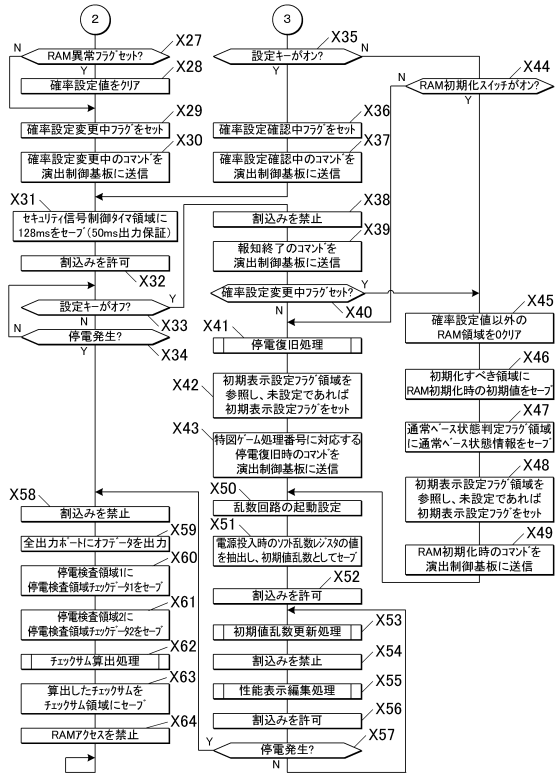 2
X27
N
RAM異常フラグセット?
Y
X28
確率設定値をクリア
X29
確率設定変更中フラグをセット
X30
確率設定変更中のコマンドを
演出制御基板に送信
X31
セキュリティ信号制御タイマ領域に
128msをセーブ(50ms出力保証)
割込みを許可
X32
設定キーがオフ?
Y
N
X33
N
停電発生?
X34
Y
3
X35
設定キーがオン?
N
Y
X36
確率設定確認中フラグをセット
X37
確率設定確認中のコマンドを
演出制御基板に送信
X38
割込みを禁止
X39
報知終了のコマンドを
演出制御基板に送信
確率設定変更中フラグセット?
Y
X40
N
X41
停電復旧処理
X42
初期表示設定フラグ領域を
参照し、未設定であれば
初期表示設定フラグをセット
X43
特図ゲーム処理番号に対応する
停電復旧時のコマンドを
演出制御基板に送信
X44
N
RAM初期化スイッチがオン?
Y
X45
確率設定値以外の
RAM領域を0クリア
X46
初期化すべき領域に
RAM初期化時の初期値をセーブ
X47
通常ベース状態判定フラグ領域
に通常ベース状態情報をセーブ
X48
初期表示設定フラグ領域
を参照し、未設定であれば
初期表示設定フラグをセット
X49
RAM初期化時のコマンドを
演出制御基板に送信
X50
乱数回路の起動設定
X51
電源投入時のソフト乱数レジスタの値
を抽出し、初期値乱数としてセーブ
X52
割込みを許可
X53
初期値乱数更新処理
X54
割込みを禁止
X55
性能表示編集処理
X56
割込みを許可
X57
Y
停電発生?
N
X58
割込みを禁止
X59
全出力ポートにオフデータを出力
X60
停電検査領域1に
停電検査領域チェックデータ1をセーブ
X61
停電検査領域2に
停電検査領域チェックデータ2をセーブ
X62
チェックサム算出処理
X63
算出したチェックサムを
チェックサム領域にセーブ
X64
RAMアクセスを禁止